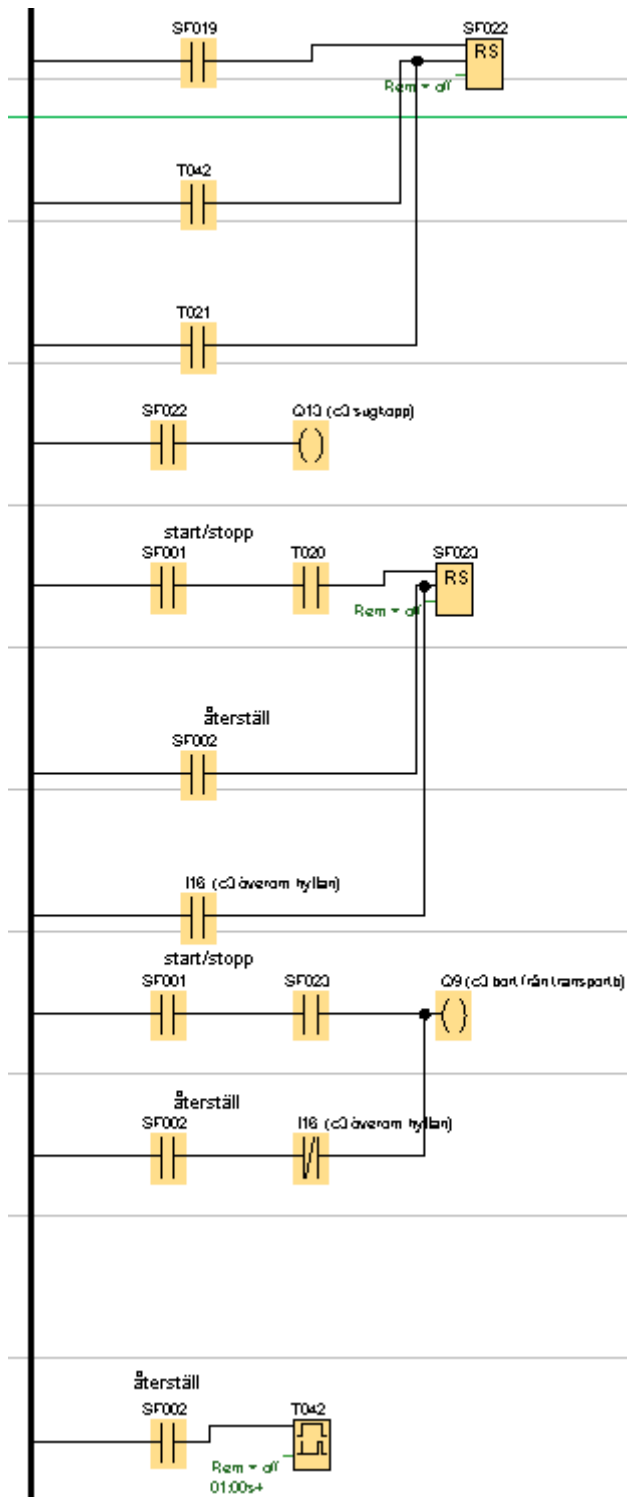 SF019 SF022
RS
Rem = off
T042
T021
SF022 Q13 (c3 sugkopp)
start/stopp
SF001 T020 SF023
RS
Rem = off
återställ
SF002
I16 (c3 överom hyllan)
start/stopp
SF001 SF023 Q9 (c3 bort från transportb)
återställ
SF002 I16 (c3 överom hyllan)
återställ
SF002 T042
Rem = off
01:00s+